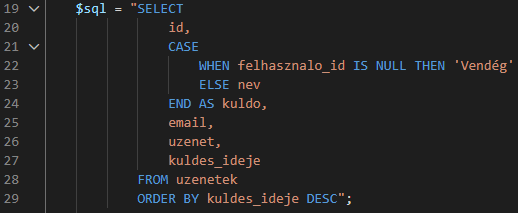 19 $sql = "SELECT
20 id,
21 CASE
22 WHEN felhasznalo_id IS NULL THEN 'Vendég'
23 ELSE nev
24 END AS kuldo,
25 email,
26 uzenet,
27 kuldes_ideje
28 FROM uzenetek
29 ORDER BY kuldes_ideje DESC";